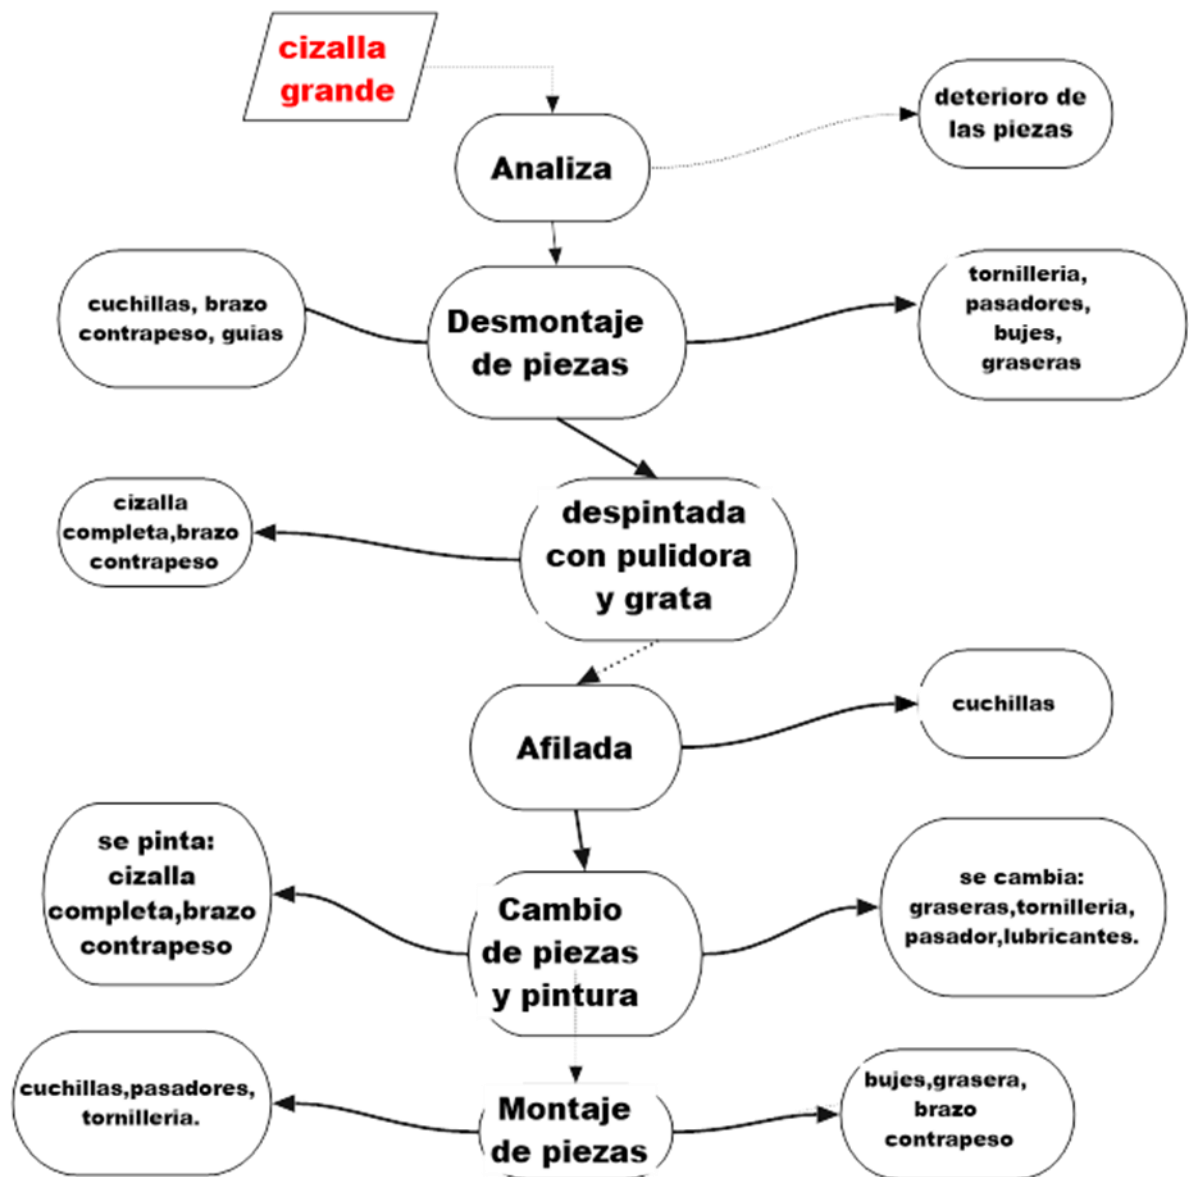 cizalla
grande
Analiza
deterioro de
las piezas
cuchillas, brazo
contrapeso, guias
Desmontaje
de piezas
tornilleria,
pasadores,
bujes,
graseras
cizalla
completa,brazo
contrapeso
despintada
con pulidora
y grata
Afilada
cuchillas
se pinta:
cizalla
completa,brazo
contrapeso
Cambio
de piezas
y pintura
se cambia:
graseras,tornilleria,
pasador,lubricantes.
cuchillas,pasadores,
tornilleria.
Montaje
de piezas
bujes,grasera,
brazo
contrapeso